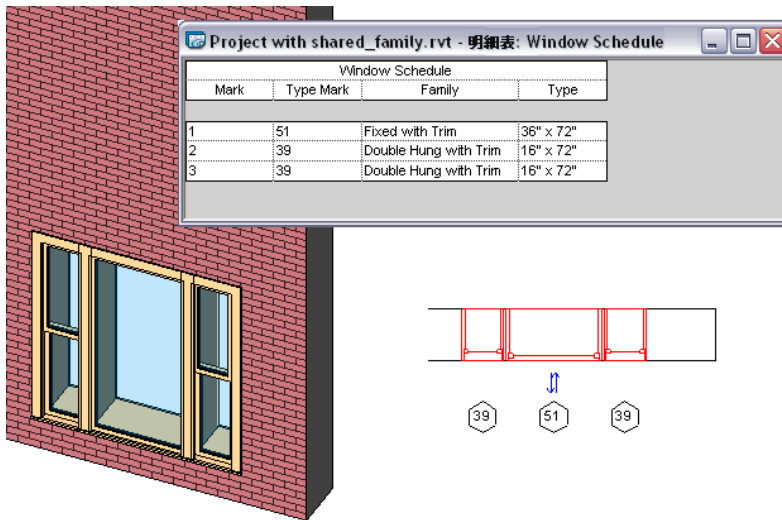 Project with shared_family.rvt - 明細表: Window Schedule
Window Schedule
Mark Type Mark Family Type
1 51 Fixed with Trim 36" x 72"
2 39 Double Hung with Trim 16" x 72"
3 39 Double Hung with Trim 16" x 72"
39 51 39